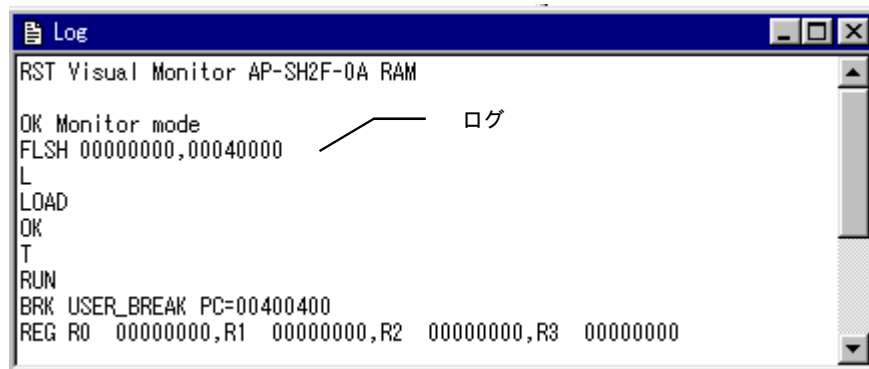 Log
RST Visual Monitor AP-SH2F-0A RAM
OK Monitor mode
ログ
FLSH 00000000,00040000
L
LOAD
OK
T
RUN
BRK USER_BREAK PC=00400400
REG R0  00000000,R1  00000000,R2  00000000,R3  00000000